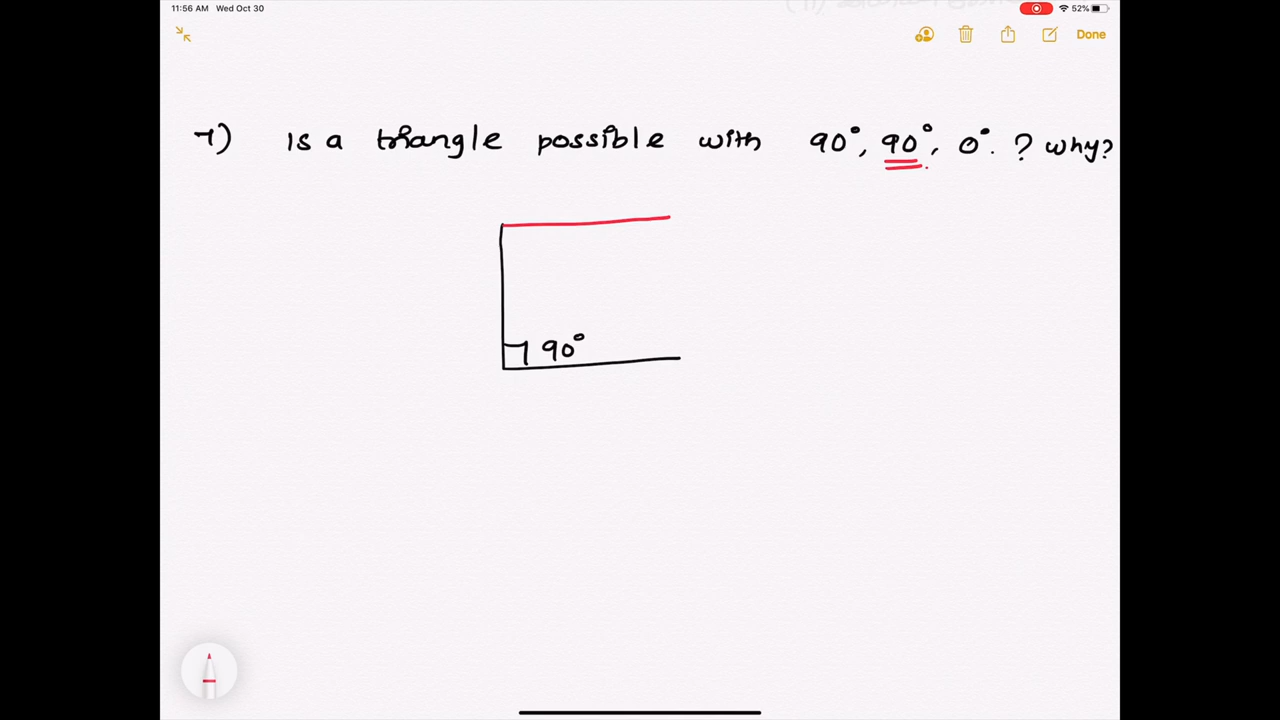 11:56 AM Wed Oct 30 52%
Done
7) is a triangle possible with 90°, 90°, 0°. ? why?
90°